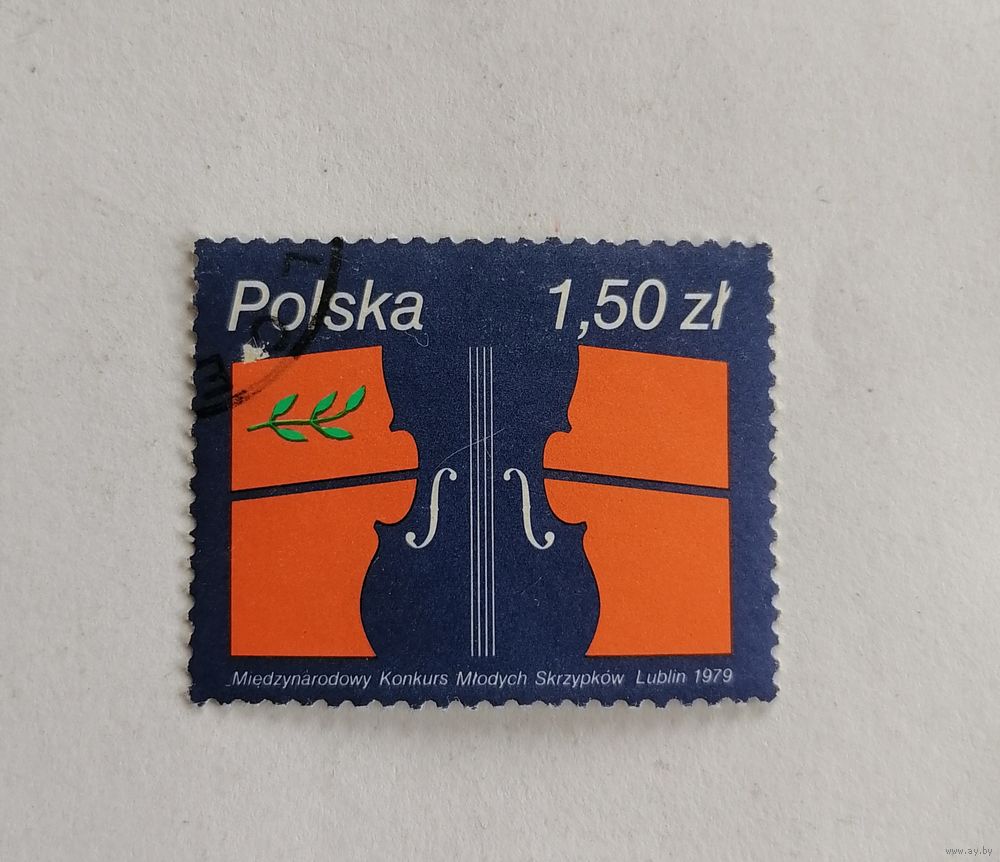 Polska 1,50 zł
Międzynarodowy Konkurs Młodych Skrzypków Lublin 1979
www.ay.by